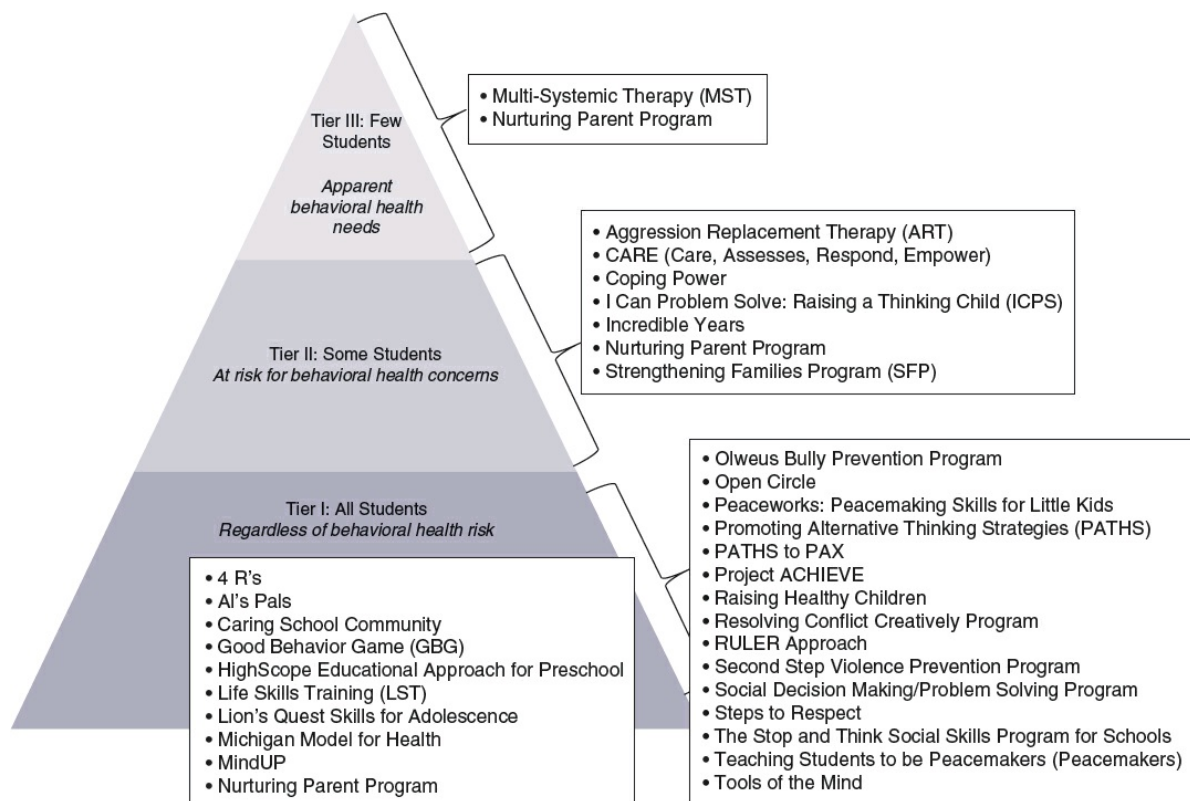 Tier III: Few
Students
Apparent
behavioral health
needs
• Multi-Systemic Therapy (MST)
• Nurturing Parent Program
Tier II: Some Students
At risk for behavioral health concerns
• Aggression Replacement Therapy (ART)
• CARE (Care, Assesses, Respond, Empower)
• Coping Power
• I Can Problem Solve: Raising a Thinking Child (ICPS)
• Incredible Years
• Nurturing Parent Program
• Strengthening Families Program (SFP)
Tier I: All Students
Regardless of behavioral health risk
• 4 R's
• Al's Pals
• Caring School Community
• Good Behavior Game (GBG)
• HighScope Educational Approach for Preschool
• Life Skills Training (LST)
• Lion's Quest Skills for Adolescence
• Michigan Model for Health
• MindUP
• Nurturing Parent Program
• Olweus Bully Prevention Program
• Open Circle
• Peaceworks: Peacemaking Skills for Little Kids
• Promoting Alternative Thinking Strategies (PATHS)
• PATHS to PAX
• Project ACHIEVE
• Raising Healthy Children
• Resolving Conflict Creatively Program
• RULER Approach
• Second Step Violence Prevention Program
• Social Decision Making/Problem Solving Program
• Steps to Respect
• The Stop and Think Social Skills Program for Schools
• Teaching Students to be Peacemakers (Peacemakers)
• Tools of the Mind